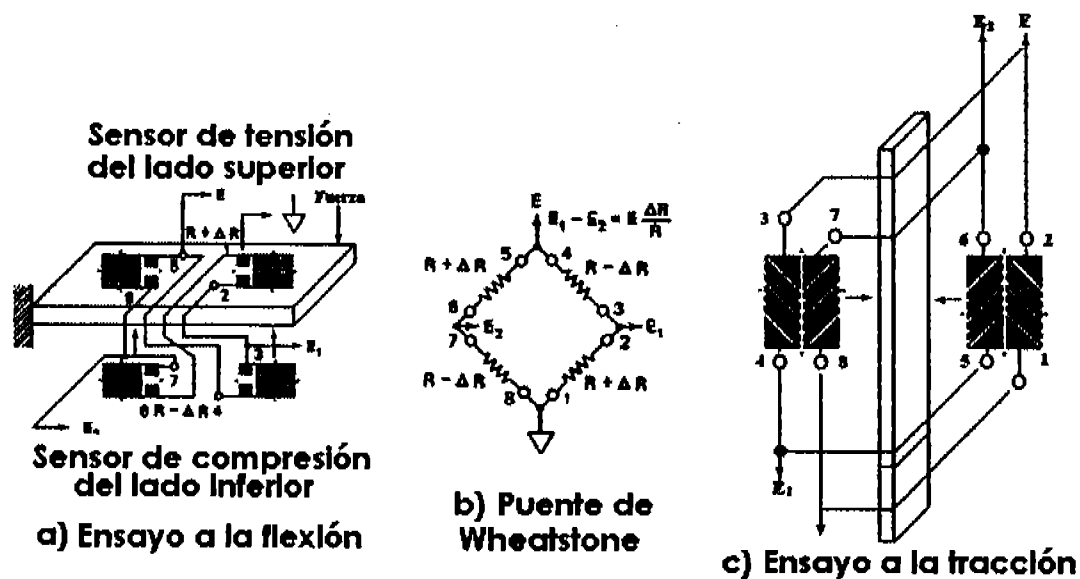 Sensor de tensión
del lado superior
E
Fuerza
R + ΔR
2
3
E₁
7
R - ΔR 4
Sensor de compresión
del lado inferior
a) Ensayo a la flexión
E
E₁ - E₂ = E ΔR/R
5 4
R + ΔR R - ΔR
6 3
E₂ E₁
7 2
R - ΔR R + ΔR
8 1
b) Puente de
Wheatstone
E₂ E
3 7
6 2
4 8
5 1
c) Ensayo a la tracción